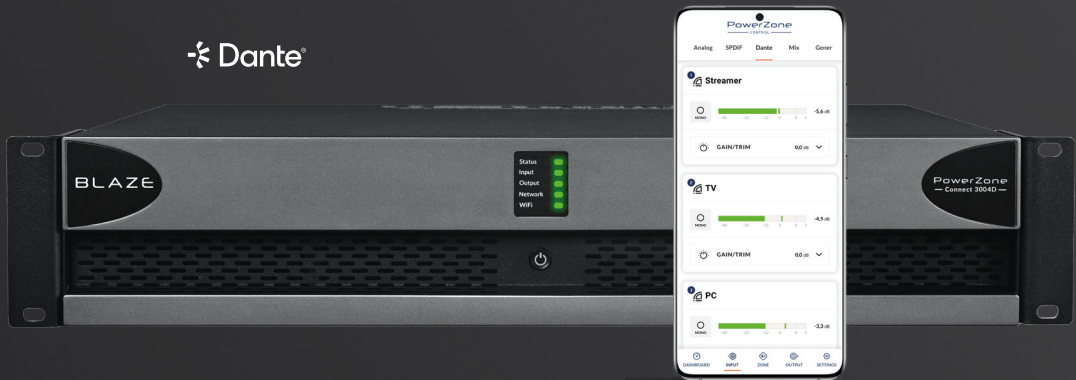 Dante®
BLAZE
Status
Input
Output
Network
WiFi
PowerZone
Connect 3004D
PowerZone
CONTROL
Analog SPDIF Dante Mix Gener
1 Streamer
MONO
-5,6 dB
GAIN/TRIM 0,0 dB
TV
MONO
-4,5 dB
GAIN/TRIM 0,0 dB
PC
MONO
-3,3 dB
DASHBOARD INPUT ZONE OUTPUT SETTINGS